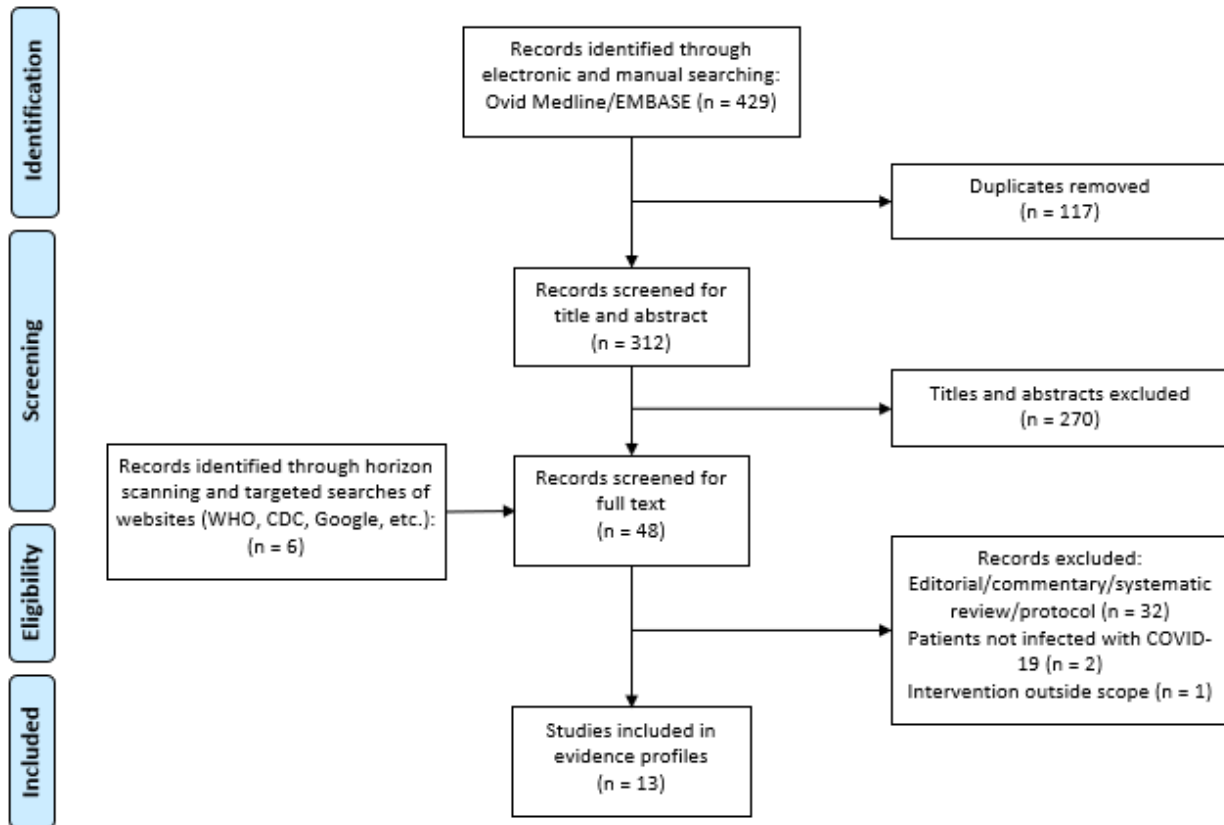 Identification
Records identified through
electronic and manual searching:
Ovid Medline/EMBASE (n = 429)
Duplicates removed
(n = 117)
Screening
Records screened for
title and abstract
(n = 312)
Titles and abstracts excluded
(n = 270)
Records identified through horizon
scanning and targeted searches of
websites (WHO, CDC, Google, etc.):
(n = 6)
Records screened for
full text
(n = 48)
Eligibility
Records excluded:
Editorial/commentary/systematic
review/protocol (n = 32)
Patients not infected with COVID-
19 (n = 2)
Intervention outside scope (n = 1)
Included
Studies included in
evidence profiles
(n = 13)